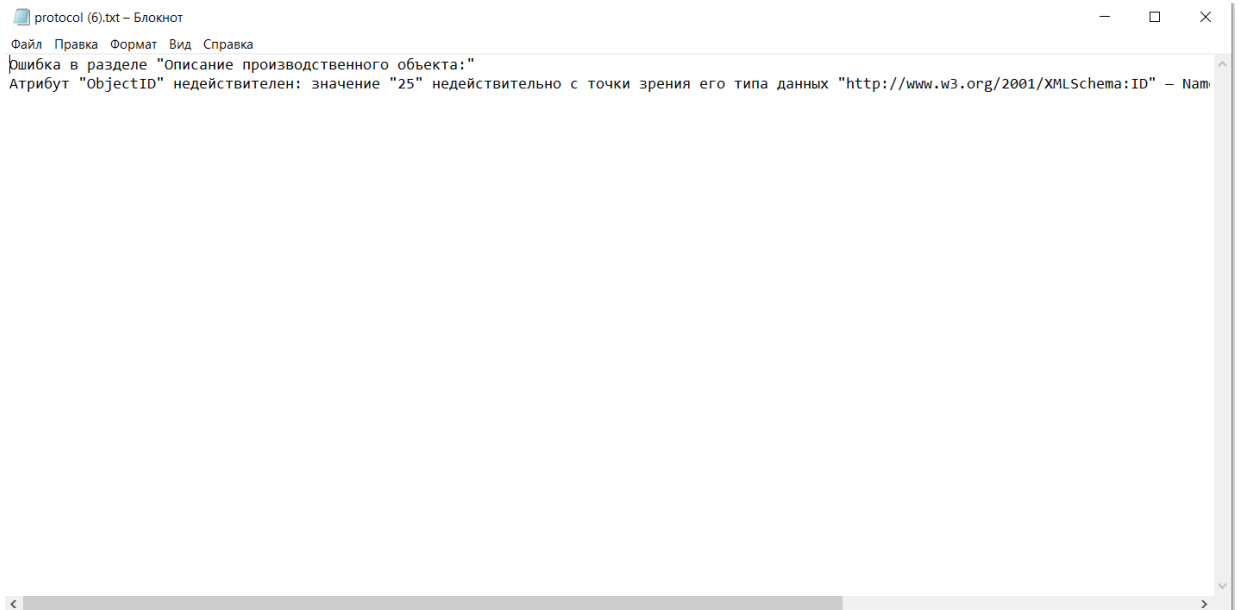 protocol (6).txt – Блокнот
Файл Правка Формат Вид Справка
Ошибка в разделе "Описание производственного объекта:"
Атрибут "ObjectID" недействителен: значение "25" недействительно с точки зрения его типа данных "http://www.w3.org/2001/XMLSchema:ID" – Nam